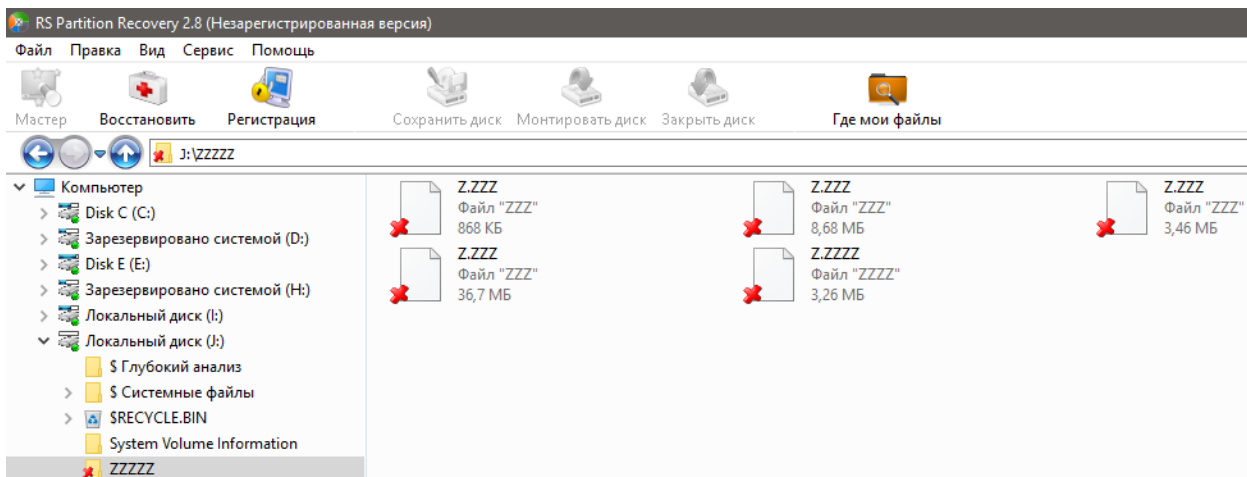 RS Partition Recovery 2.8 (Незарегистрированная версия)
Файл Правка Вид Сервис Помощь
Мастер Восстановить Регистрация Сохранить диск Монтировать диск Закрыть диск Где мои файлы
J:\ZZZZZ
Компьютер
Disk C (C:)
Зарезервировано системой (D:)
Disk E (E:)
Зарезервировано системой (H:)
Локальный диск (I:)
Локальный диск (J:)
$ Глубокий анализ
$ Системные файлы
$RECYCLE.BIN
System Volume Information
ZZZZZ
Z.ZZZ
Файл "ZZZ"
868 КБ
Z.ZZZ
Файл "ZZZ"
8,68 МБ
Z.ZZZ
Файл "ZZZ"
3,46 МБ
Z.ZZZ
Файл "ZZZ"
36,7 МБ
Z.ZZZZ
Файл "ZZZZ"
3,26 МБ